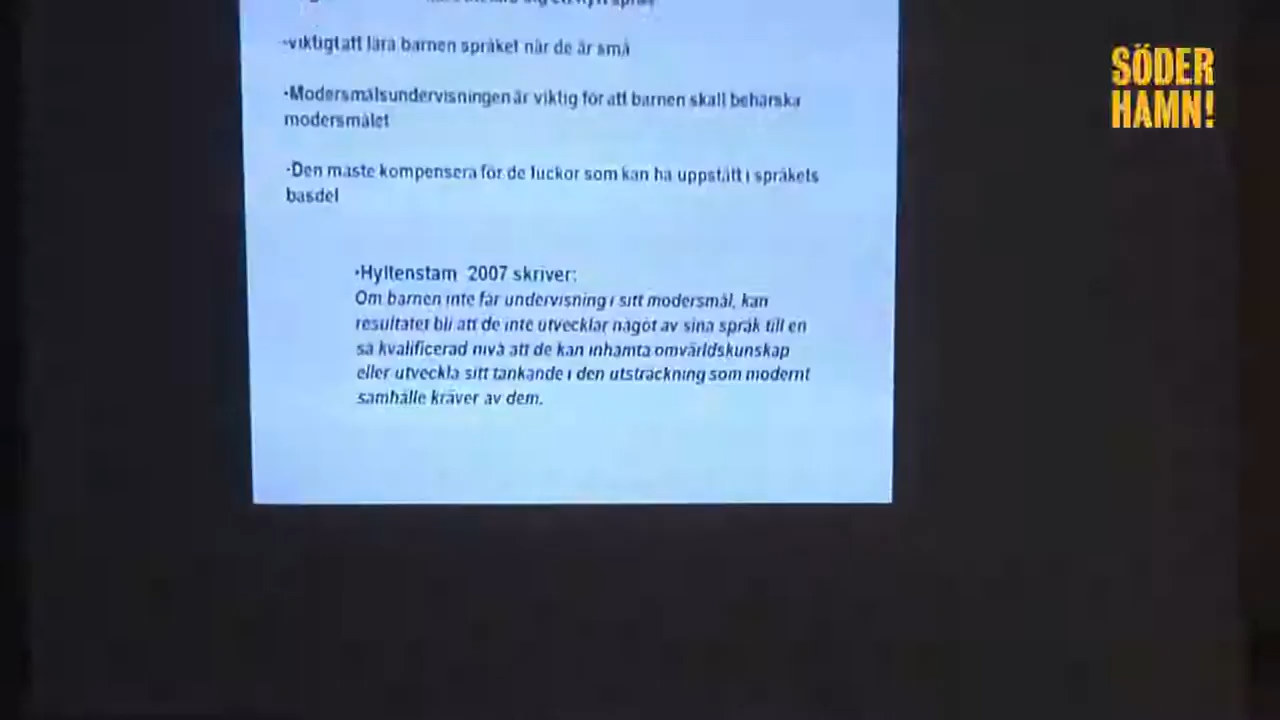 -viktigt att lära barnen språket när de är små
SÖDER
HAMN!
·Modersmålsundervisningen är viktig för att barnen skall behärska
modersmålet
·Den måste kompensera för de luckor som kan ha uppstått i språkets
basdel
·Hyltenstam 2007 skriver:
Om barnen inte får undervisning i sitt modersmål, kan
resultatet bli att de inte utvecklar något av sina språk till en
så kvalificerad nivå att de kan inhämta omvärldskunskap
eller utveckla sitt tänkande i den utsträckning som modernt
samhälle kräver av dem.